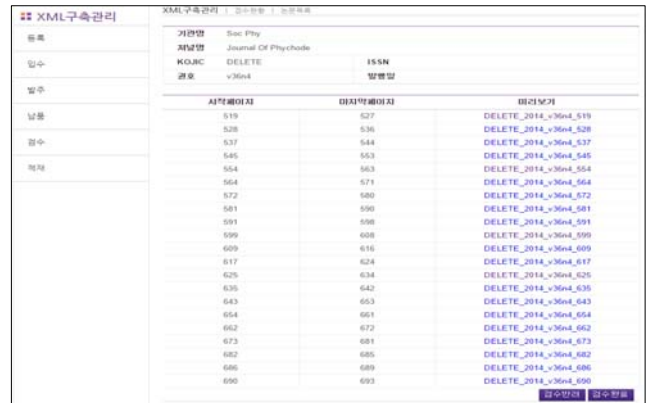 XML구축관리
등록
입수
발주
납품
검수
적재
XML구축관리 | 검수현황 | 논문목록
기관명 Soc Phy
저널명 Journal Of Phychode
KOJIC DELETE ISSN
권호 v36n4 발행일
시작페이지 마지막페이지 미리보기
519 527 DELETE_2014_v36n4_519
528 536 DELETE_2014_v36n4_528
537 544 DELETE_2014_v36n4_537
545 553 DELETE_2014_v36n4_545
554 563 DELETE_2014_v36n4_554
564 571 DELETE_2014_v36n4_564
572 580 DELETE_2014_v36n4_572
581 590 DELETE_2014_v36n4_581
591 598 DELETE_2014_v36n4_591
599 608 DELETE_2014_v36n4_599
609 616 DELETE_2014_v36n4_609
617 624 DELETE_2014_v36n4_617
625 634 DELETE_2014_v36n4_625
635 642 DELETE_2014_v36n4_635
643 653 DELETE_2014_v36n4_643
654 661 DELETE_2014_v36n4_654
662 672 DELETE_2014_v36n4_662
673 681 DELETE_2014_v36n4_673
682 685 DELETE_2014_v36n4_682
686 689 DELETE_2014_v36n4_686
690 693 DELETE_2014_v36n4_690
검수반려 검수완료